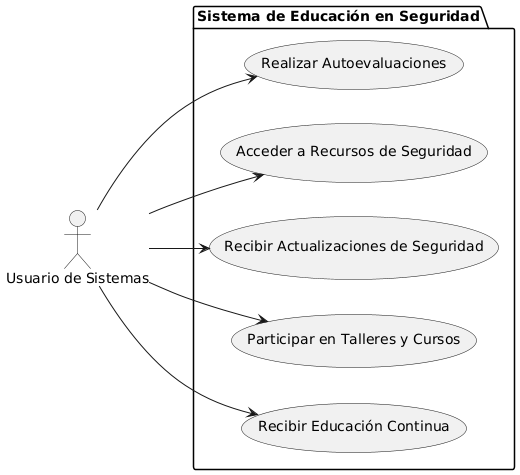 Sistema de Educación en Seguridad
Realizar Autoevaluaciones
Acceder a Recursos de Seguridad
Recibir Actualizaciones de Seguridad
Usuario de Sistemas
Participar en Talleres y Cursos
Recibir Educación Continua